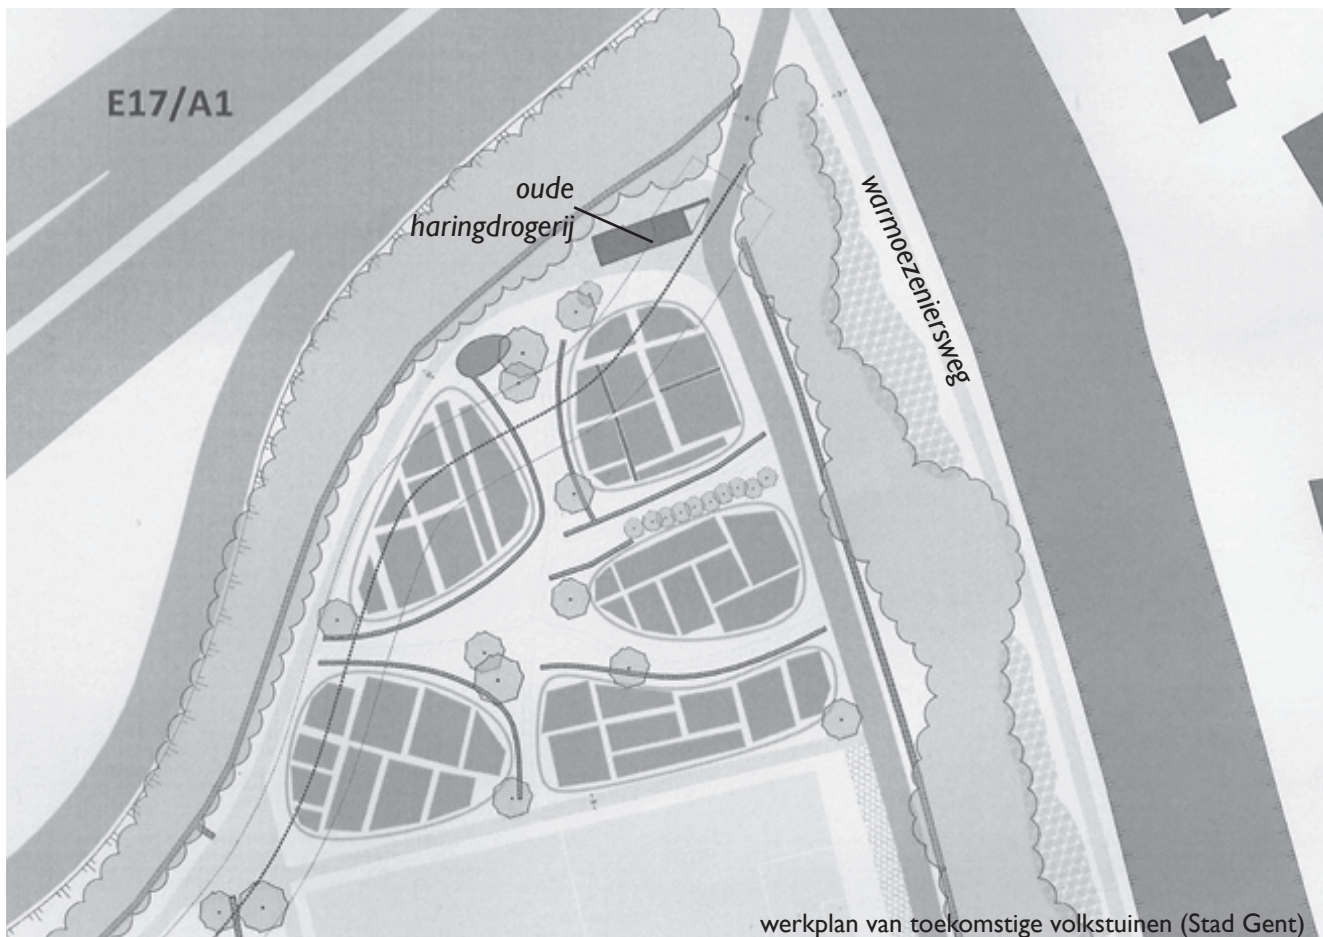 E17/A1
oude
haringdrogerij
warmoezeniersweg
werkplan van toekomstige volkstuinen (Stad Gent)